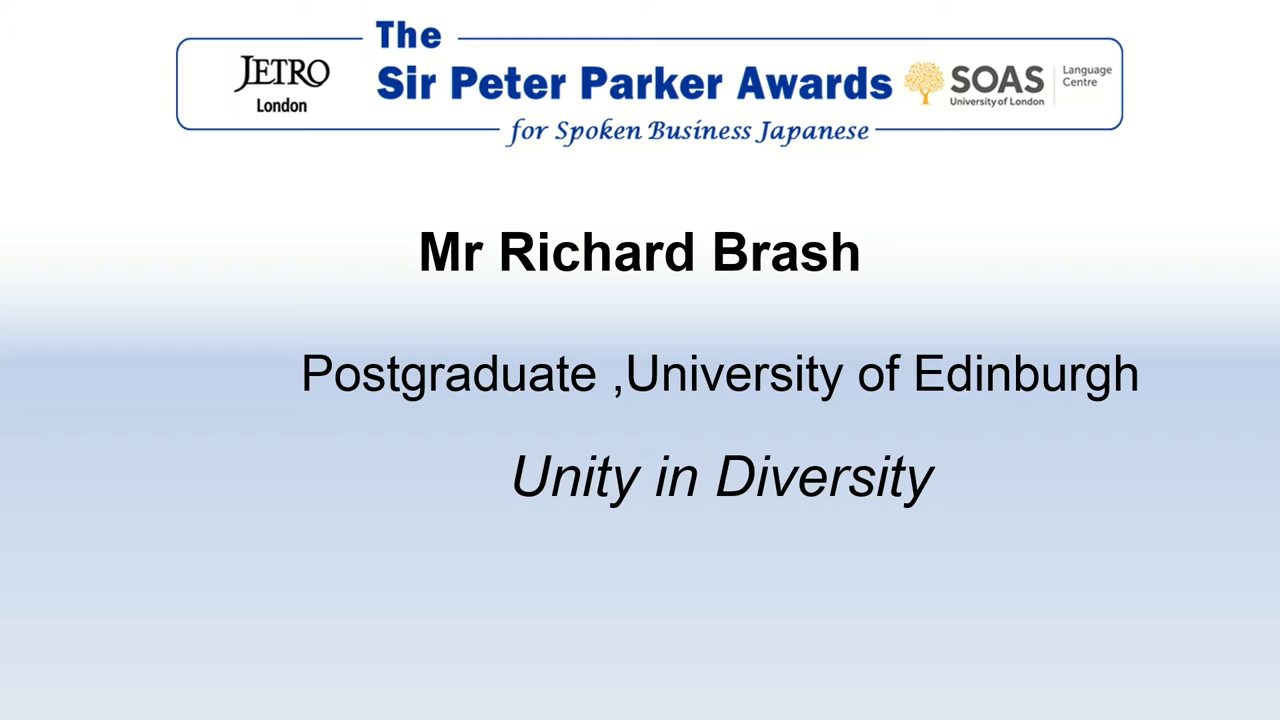 The
Sir Peter Parker Awards
for Spoken Business Japanese
JETRO
London
SOAS
University of London
Language
Centre
Mr Richard Brash
Postgraduate ,University of Edinburgh
Unity in Diversity